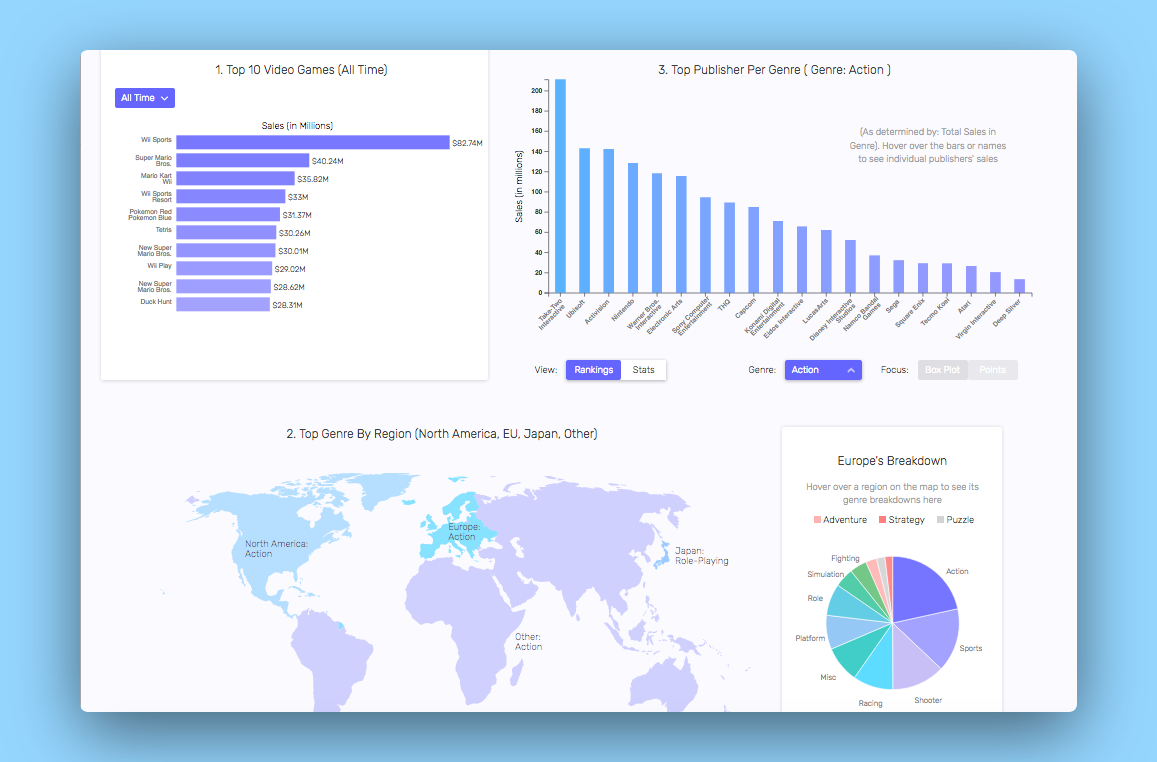 1. Top 10 Video Games (All Time)
All Time
Sales (in Millions)
Wii Sports
$82.74M
Super Mario
Bros.
$40.24M
Mario Kart
Wii
$35.82M
Wii Sports
Resort
$33M
Pokemon Red
Pokemon Blue
$31.37M
Tetris
$30.26M
New Super
Mario Bros.
$30.01M
Wii Play
$29.02M
New Super
Mario Bros.
$28.62M
Duck Hunt
$28.31M
3. Top Publisher Per Genre ( Genre: Action )
(As determined by: Total Sales in
Genre). Hover over the bars or names
to see individual publishers' sales
Sales (in millions)
200
180
160
140
120
100
80
60
40
20
0
Take-Two
Interactive
Ubisoft
Activision
Nintendo
Warner Bros.
Interactive
Electronic Arts
Sony Computer
Entertainment
THQ
Capcom
Konami Digital
Entertainment
Eidos Interactive
LucasArts
Disney Interactive
Studios
Namco Bandai
Games
Sega
Square Enix
Tecmo Koei
Atari
Virgin Interactive
Deep Silver
View:
Rankings
Stats
Genre:
Action
Focus:
Box Plot
Points
2. Top Genre By Region (North America, EU, Japan, Other)
North America:
Action
Europe:
Action
Japan:
Role-Playing
Other:
Action
Europe's Breakdown
Hover over a region on the map to see its
genre breakdowns here
Adventure
Strategy
Puzzle
Fighting
Action
Simulation
Role
Platform
Sports
Misc
Shooter
Racing